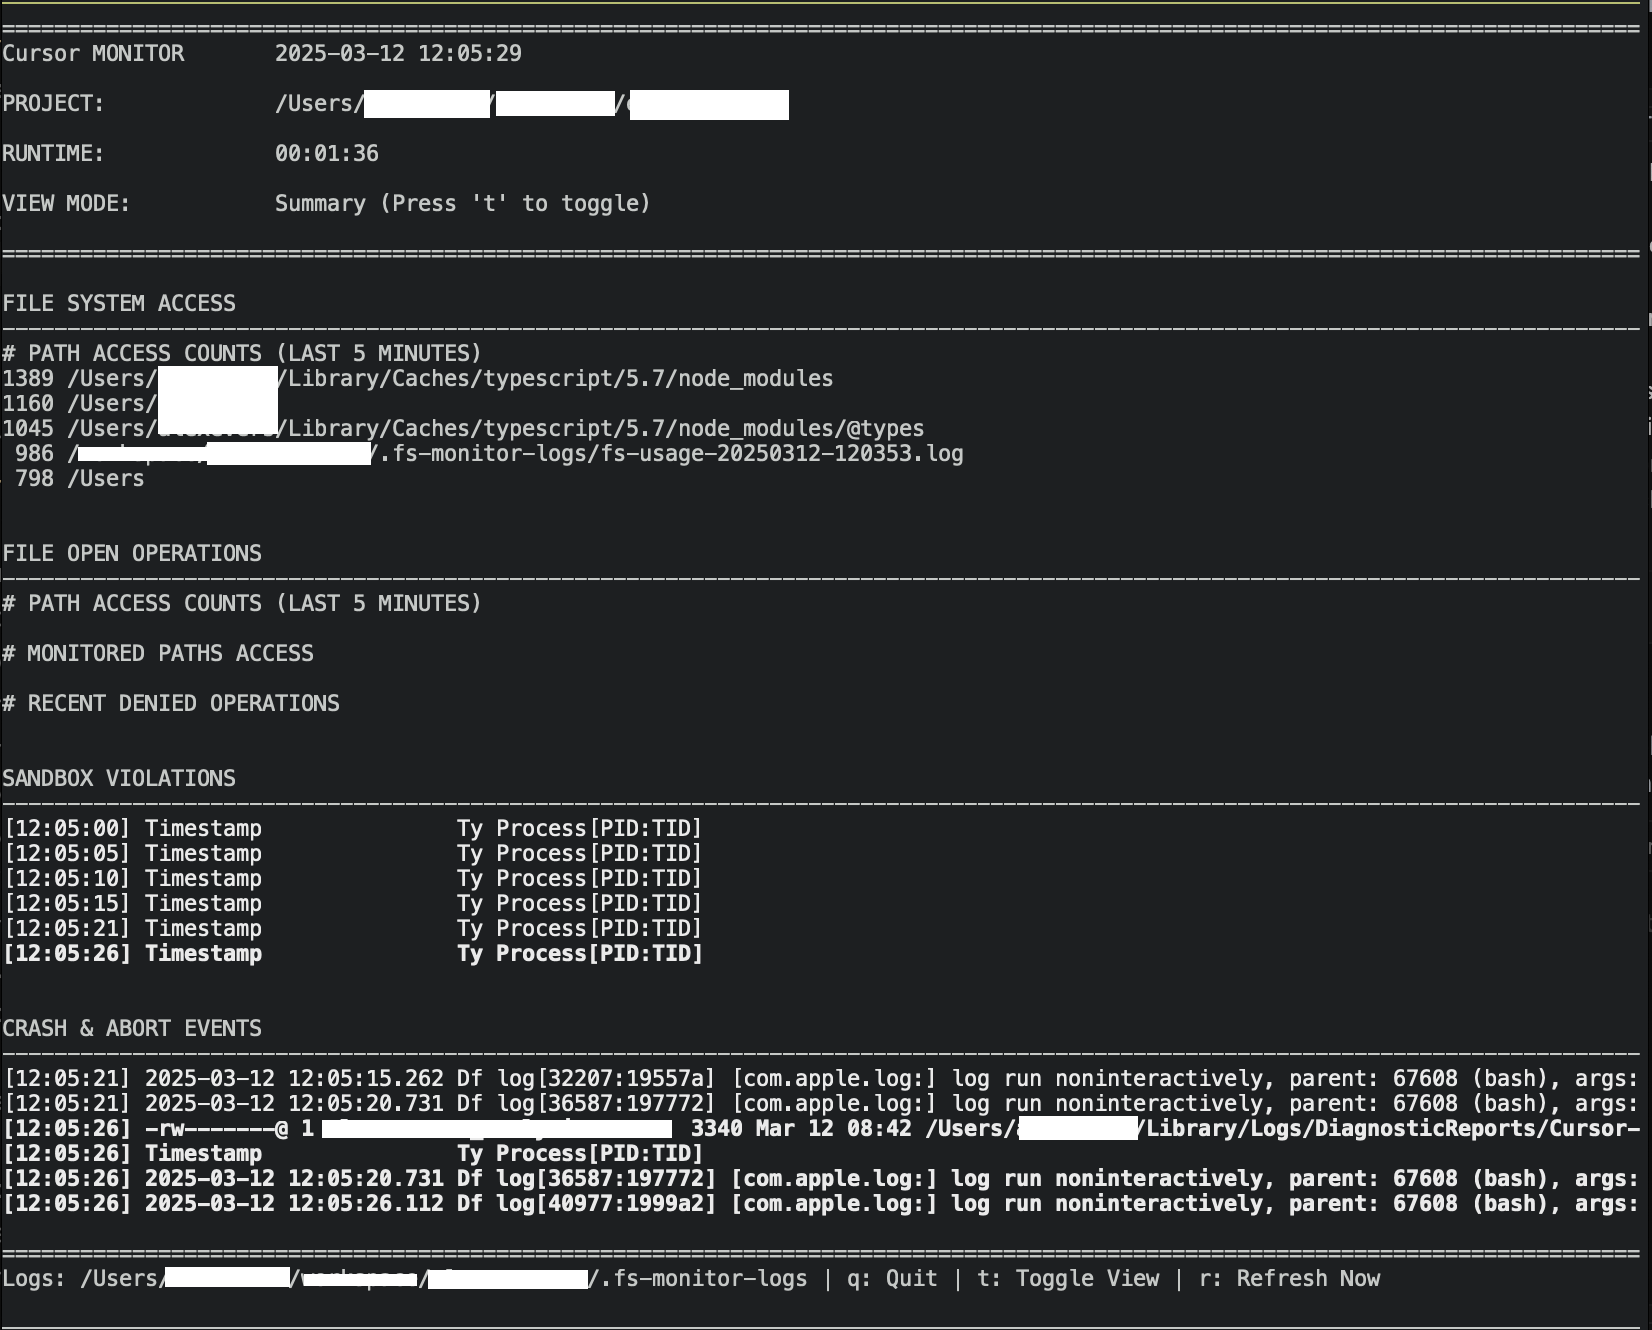 ================================================================
Cursor MONITOR 2025-03-12 12:05:29
PROJECT: /Users/ / /
RUNTIME: 00:01:36
VIEW MODE: Summary (Press 't' to toggle)
================================================================
FILE SYSTEM ACCESS
----------------------------------------------------------------
# PATH ACCESS COUNTS (LAST 5 MINUTES)
1389 /Users/ /Library/Caches/typescript/5.7/node_modules
1160 /Users/
1045 /Users/ /Library/Caches/typescript/5.7/node_modules/@types
986 / /.fs-monitor-logs/fs-usage-20250312-120353.log
798 /Users
FILE OPEN OPERATIONS
----------------------------------------------------------------
# PATH ACCESS COUNTS (LAST 5 MINUTES)
# MONITORED PATHS ACCESS
# RECENT DENIED OPERATIONS
SANDBOX VIOLATIONS
----------------------------------------------------------------
[12:05:00] Timestamp Ty Process[PID:TID]
[12:05:05] Timestamp Ty Process[PID:TID]
[12:05:10] Timestamp Ty Process[PID:TID]
[12:05:15] Timestamp Ty Process[PID:TID]
[12:05:21] Timestamp Ty Process[PID:TID]
[12:05:26] Timestamp Ty Process[PID:TID]
CRASH & ABORT EVENTS
----------------------------------------------------------------
[12:05:21] 2025-03-12 12:05:15.262 Df log[32207:19557a] [com.apple.log:] log run noninteractively, parent: 67608 (bash), args:
[12:05:21] 2025-03-12 12:05:20.731 Df log[36587:197772] [com.apple.log:] log run noninteractively, parent: 67608 (bash), args:
[12:05:26] -rw-------@ 1 3340 Mar 12 08:42 /Users/ /Library/Logs/DiagnosticReports/Cursor-
[12:05:26] Timestamp Ty Process[PID:TID]
[12:05:26] 2025-03-12 12:05:20.731 Df log[36587:197772] [com.apple.log:] log run noninteractively, parent: 67608 (bash), args:
[12:05:26] 2025-03-12 12:05:26.112 Df log[40977:1999a2] [com.apple.log:] log run noninteractively, parent: 67608 (bash), args:
================================================================
Logs: /Users/ / / /.fs-monitor-logs | q: Quit | t: Toggle View | r: Refresh Now